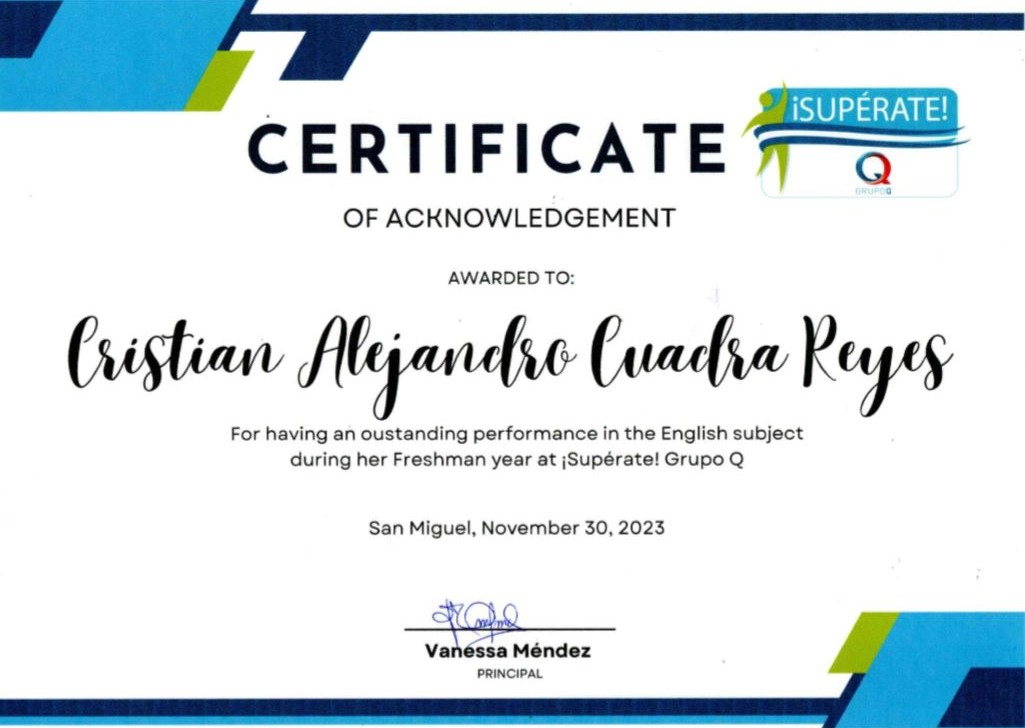 ¡SUPÉRATE!
GRUPOQ
CERTIFICATE
OF ACKNOWLEDGEMENT
AWARDED TO:
Cristian Alejandro Cuadra Reyes
For having an oustanding performance in the English subject
during her Freshman year at ¡Supérate! Grupo Q
San Miguel, November 30, 2023
Vanessa Méndez
PRINCIPAL